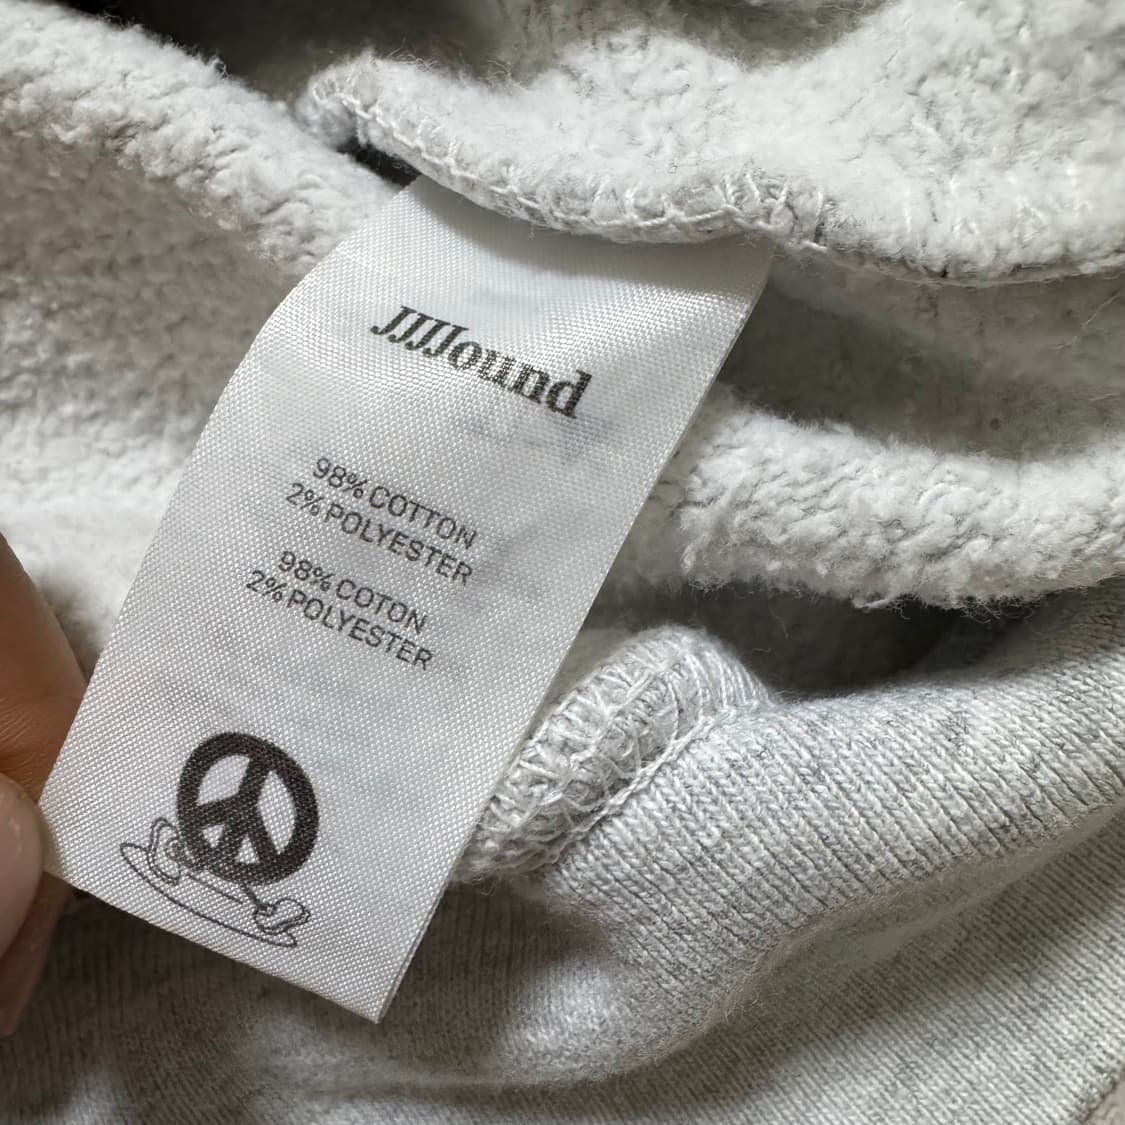 JJJJound
98% COTTON
2% POLYESTER
98% COTON
2% POLYESTER